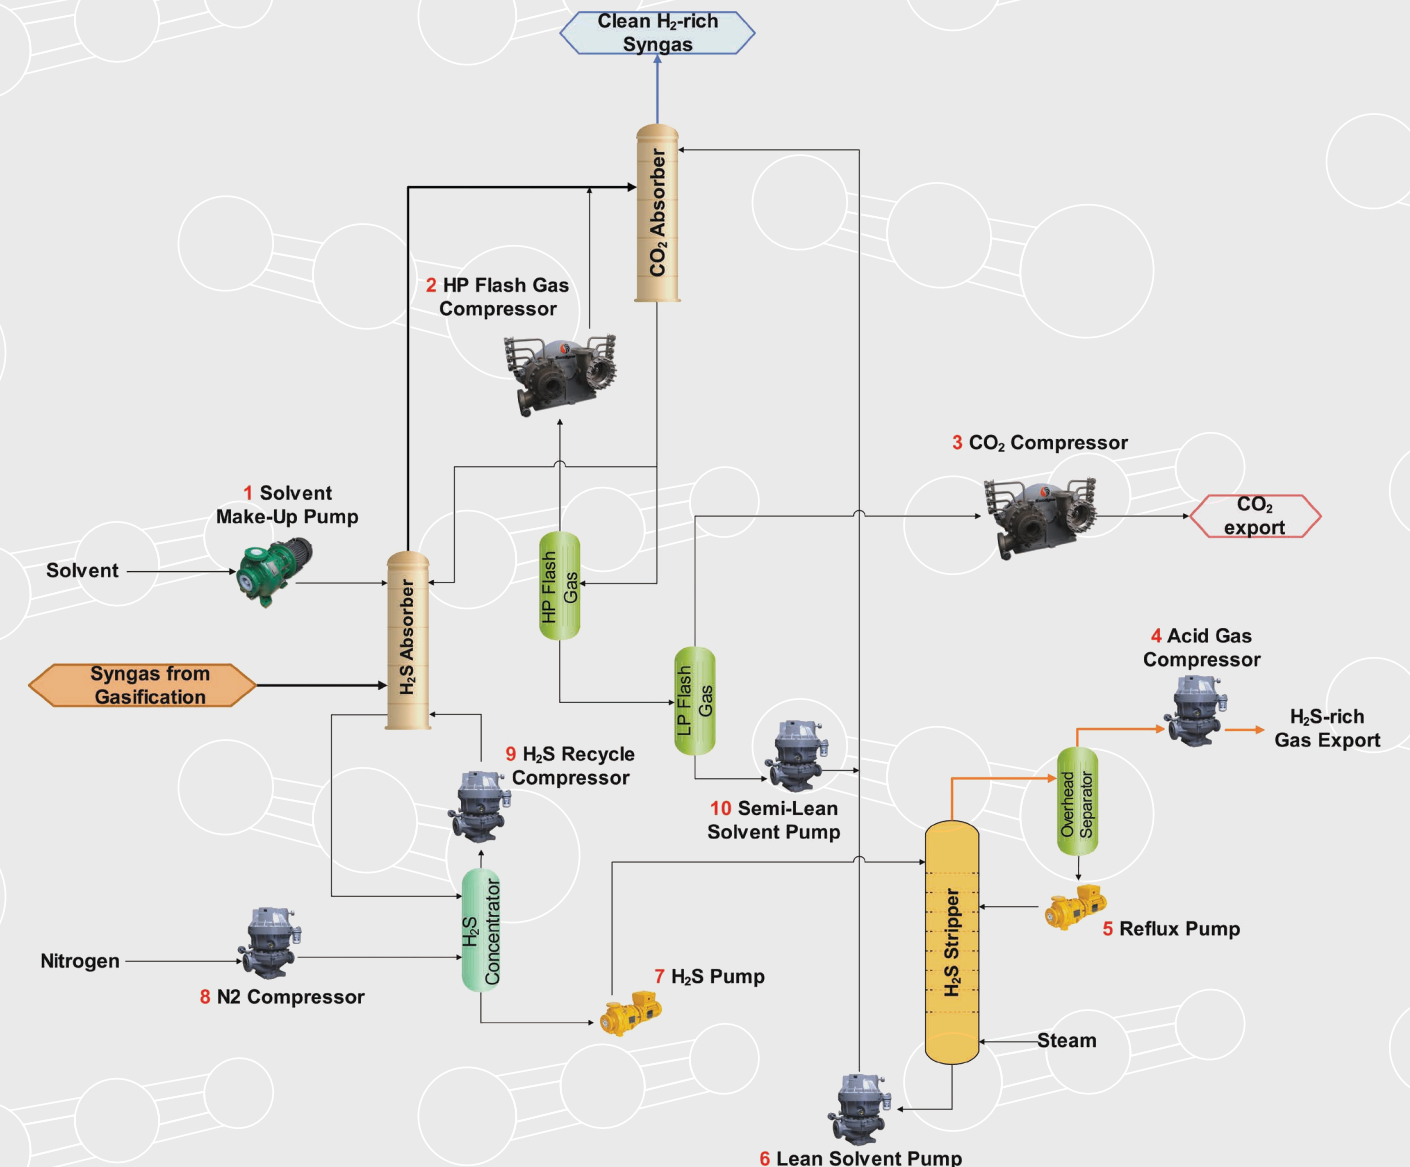 Clean H₂-rich
Syngas
CO₂ Absorber
2 HP Flash Gas
Compressor
3 CO₂ Compressor
1 Solvent
Make-Up Pump
CO₂
export
Solvent
HP Flash
Gas
H₂S Absorber
4 Acid Gas
Compressor
Syngas from
Gasification
LP Flash
Gas
H₂S-rich
Gas Export
9 H₂S Recycle
Compressor
Overhead
Separator
10 Semi-Lean
Solvent Pump
H₂S
Concentrator
H₂S Stripper
5 Reflux Pump
Nitrogen
7 H₂S Pump
8 N2 Compressor
Steam
6 Lean Solvent Pump